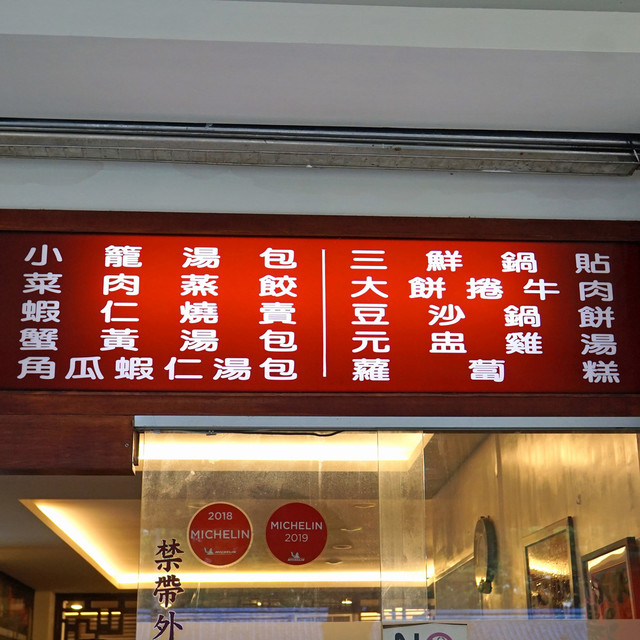 小籠湯包
菜肉蒸餃
蝦仁燒賣
蟹黃湯包
角瓜蝦仁湯包
三鮮鍋貼
大餅捲牛肉
豆沙鍋餅
元盅雞湯
蘿蔔糕
2018
MICHELIN
MICHELIN
2019
禁帶外
NO